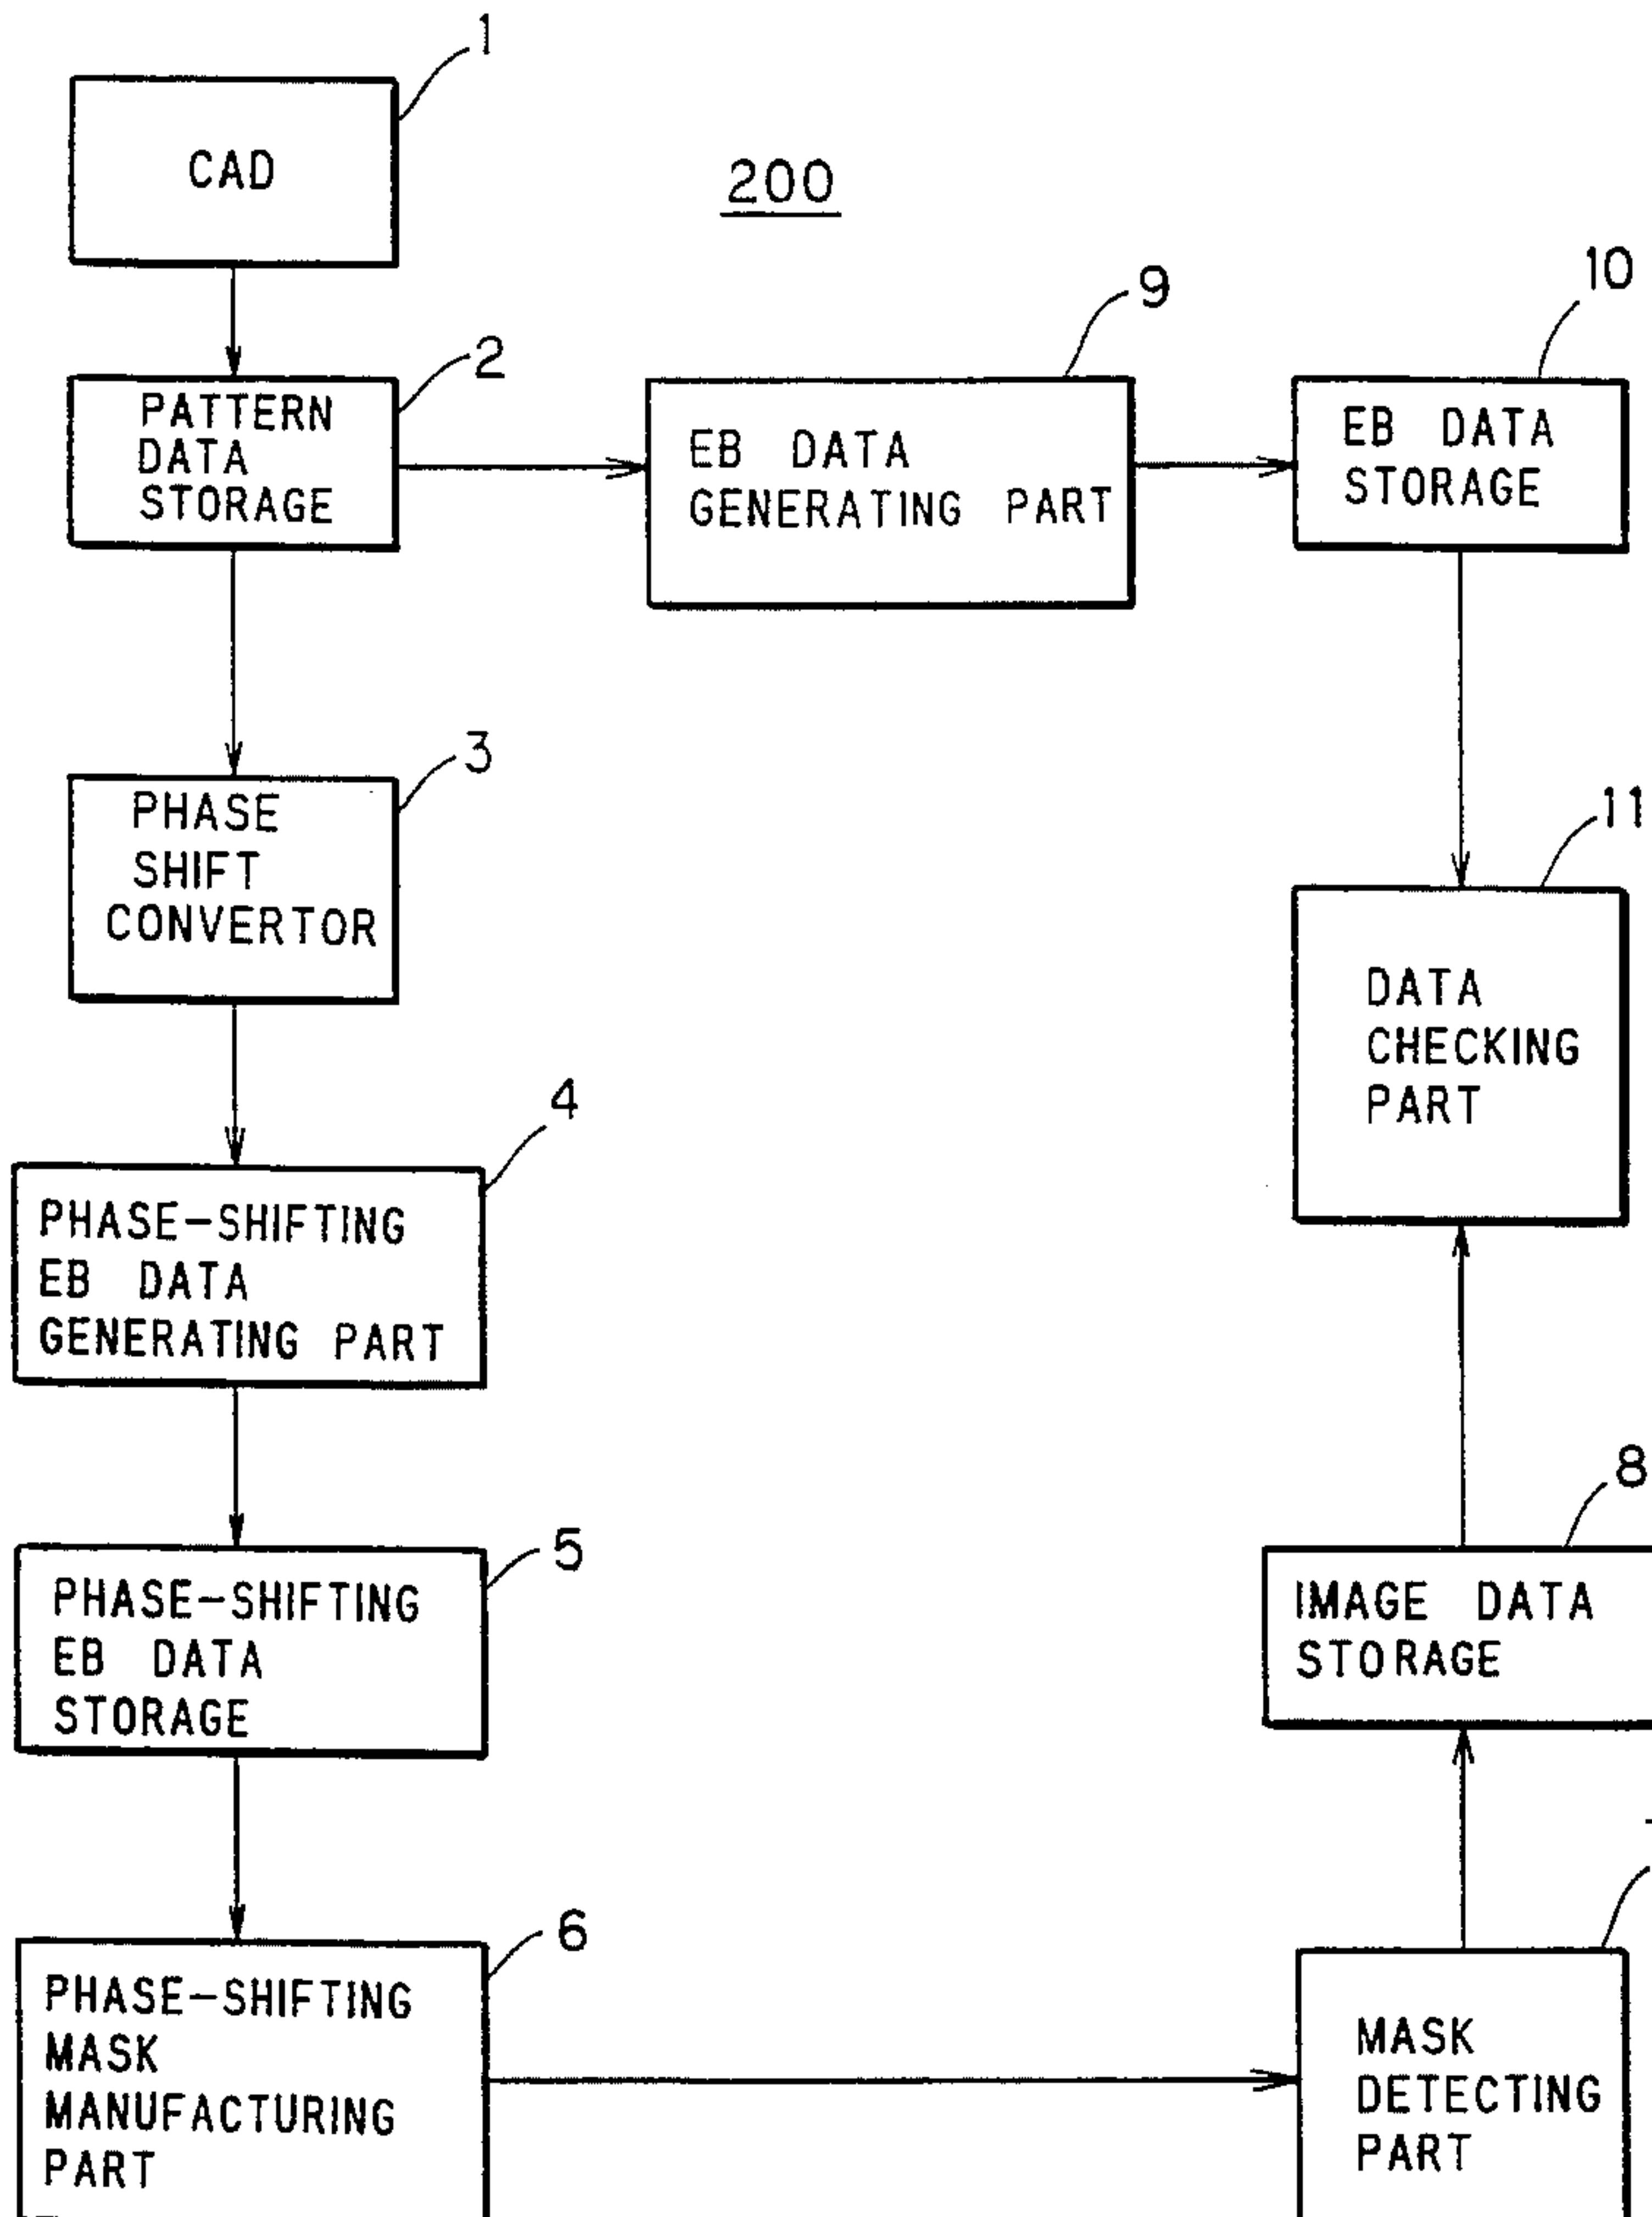 1
CAD
200
2
PATTERN
DATA
STORAGE
9
EB DATA
GENERATING PART
10
EB DATA
STORAGE
3
PHASE
SHIFT
CONVERTOR
11
DATA
CHECKING
PART
4
PHASE-SHIFTING
EB DATA
GENERATING PART
5
PHASE-SHIFTING
EB DATA
STORAGE
8
IMAGE DATA
STORAGE
6
PHASE-SHIFTING
MASK
MANUFACTURING
PART
MASK
DETECTING
PART